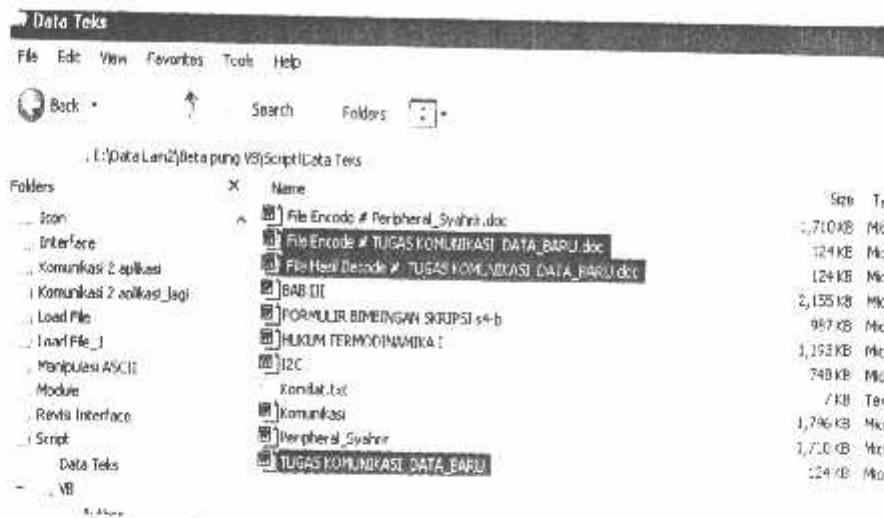 Data Teks
File Edit View Favorites Tools Help
Back Search Folders
E:\Data Lan2\Beta pung VB\Script\Data Teks
Folders X Name Size
Icon File Encode # Peripheral_Syahrir.doc 1,710 KB
Interface File Encode # TUGAS KOMUNIKASI DATA_BARU.doc 124 KB
Komunikasi 2 aplikasi File Hasil Decode # TUGAS KOMUNIKASI DATA_BARU.doc 124 KB
Komunikasi 2 aplikasi_lagi BAB III 2,155 KB
Load File FORMULIR BIMBINGAN SKRIPSI s4-b 987 KB
Load File_1 HUKUM TERMODINAMIKA I 1,193 KB
Manipulasi ASCII I2C 748 KB
Module Komdat.txt 7 KB
Revisi Interface Komunikasi 1,796 KB
Script Peripheral_Syahrir 1,710 KB
Data Teks TUGAS KOMUNIKASI DATA_BARU 124 KB
VB